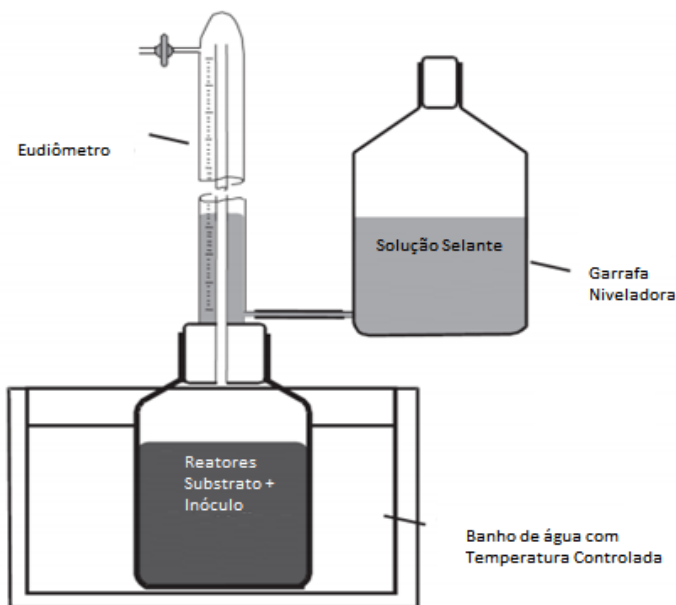 Eudiômetro
Solução Selante
Garrafa
Niveladora
Reatores
Substrato +
Inóculo
Banho de água com
Temperatura Controlada